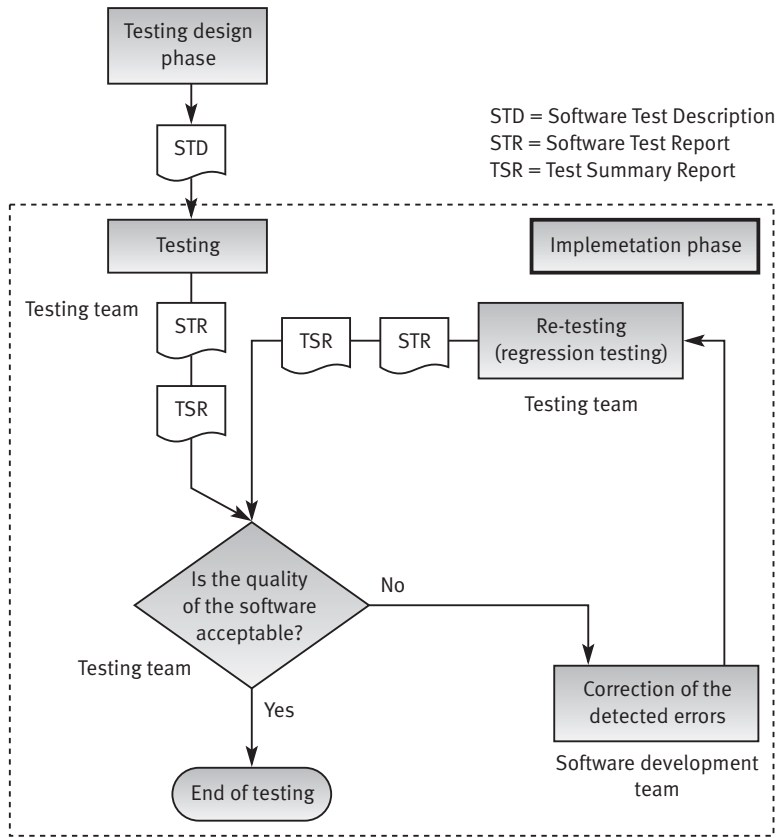 Testing design
phase
STD
STD = Software Test Description
STR = Software Test Report
TSR = Test Summary Report
Testing
Implemetation phase
Testing team
STR
TSR
TSR
STR
Re-testing
(regression testing)
Testing team
Is the quality
of the software
acceptable?
No
Testing team
Yes
Correction of the
detected errors
Software development
team
End of testing